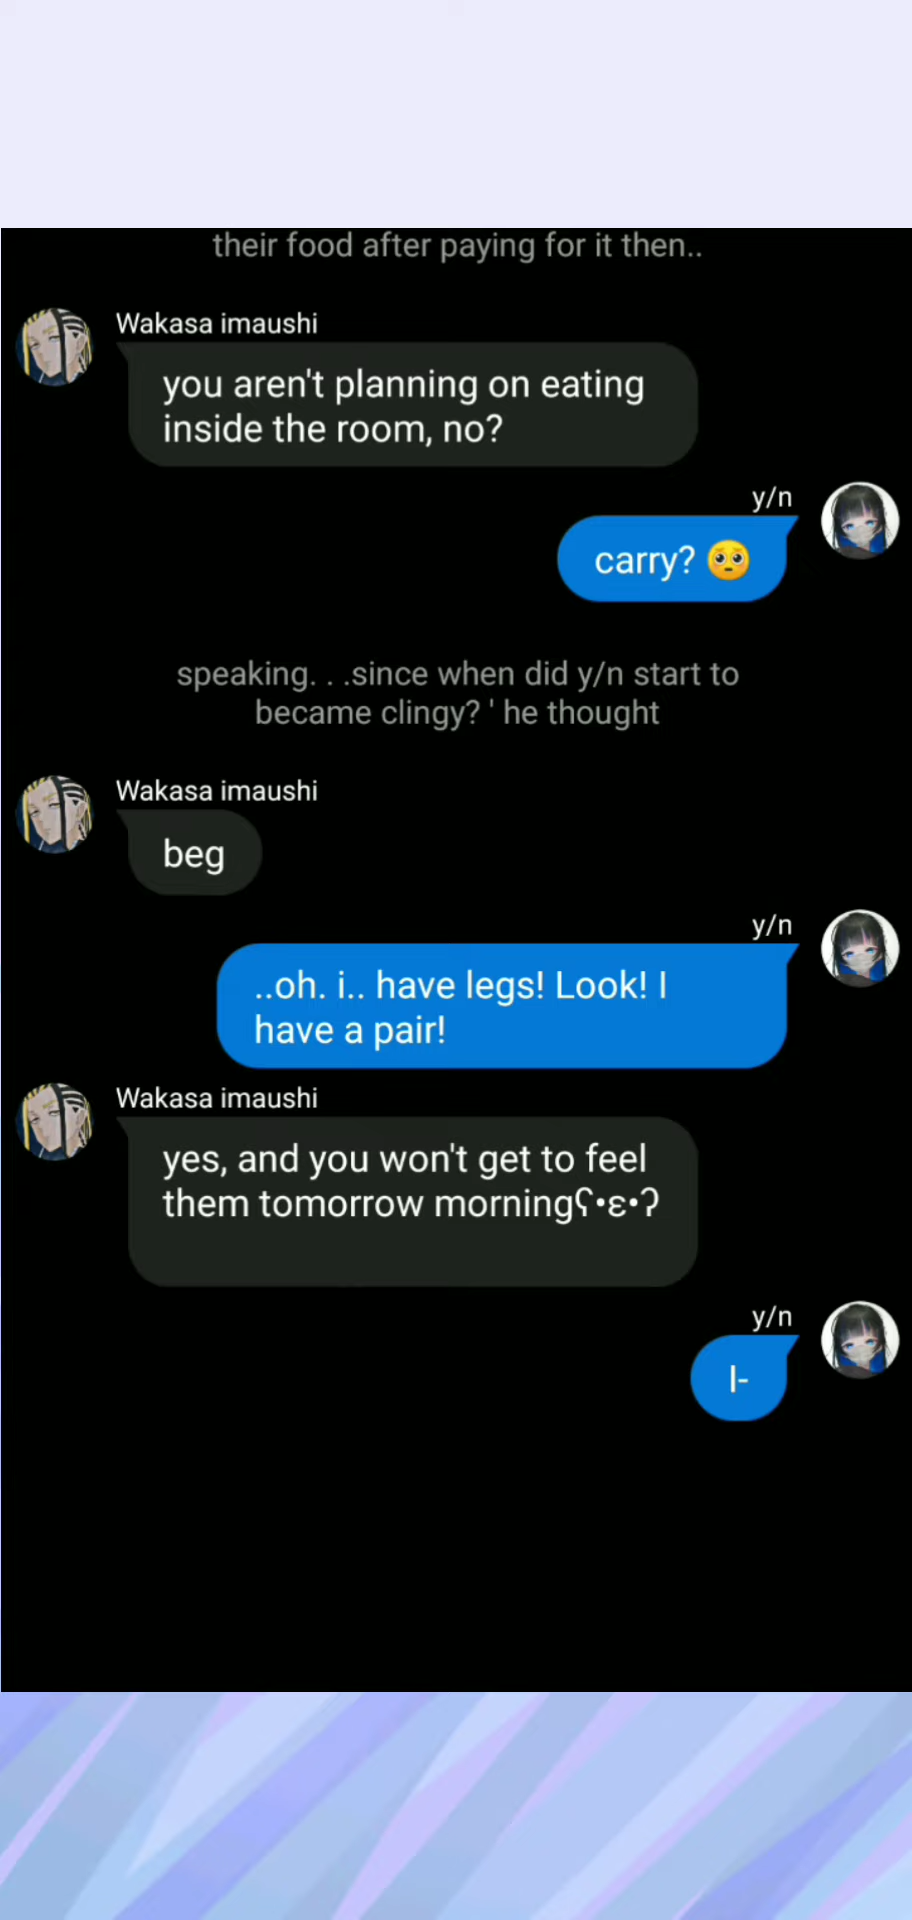 their food after paying for it then..
Wakasa imaushi
you aren't planning on eating
inside the room, no?
y/n
carry? 🥺
speaking. . .since when did y/n start to
became clingy? ' he thought
Wakasa imaushi
beg
y/n
..oh. i.. have legs! Look! I
have a pair!
Wakasa imaushi
yes, and you won't get to feel
them tomorrow morningʕ•ε•ʔ
y/n
I-